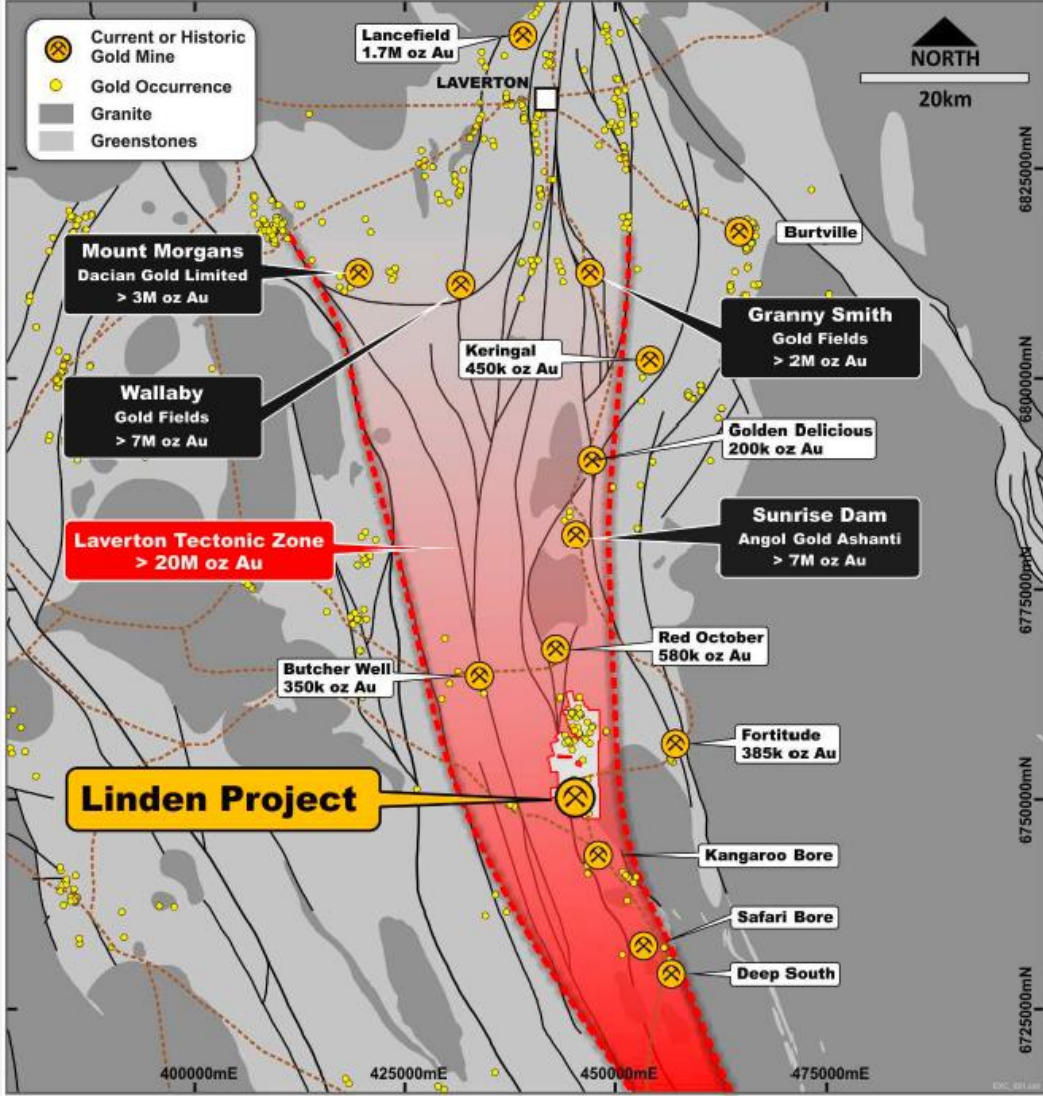 Current or Historic
Gold Mine
Gold Occurrence
Granite
Greenstones
Lancefield
1.7M oz Au
LAVERTON
NORTH
20km
6825000mN
Burtville
Mount Morgans
Dacian Gold Limited
> 3M oz Au
Granny Smith
Gold Fields
> 2M oz Au
Keringal
450k oz Au
Wallaby
Gold Fields
> 7M oz Au
6800000mN
Golden Delicious
200k oz Au
Laverton Tectonic Zone
> 20M oz Au
Sunrise Dam
Angol Gold Ashanti
> 7M oz Au
6775000mN
Red October
580k oz Au
Butcher Well
350k oz Au
Fortitude
385k oz Au
Linden Project
6750000mN
Kangaroo Bore
Safari Bore
Deep South
6725000mN
400000mE
425000mE
450000mE
475000mE